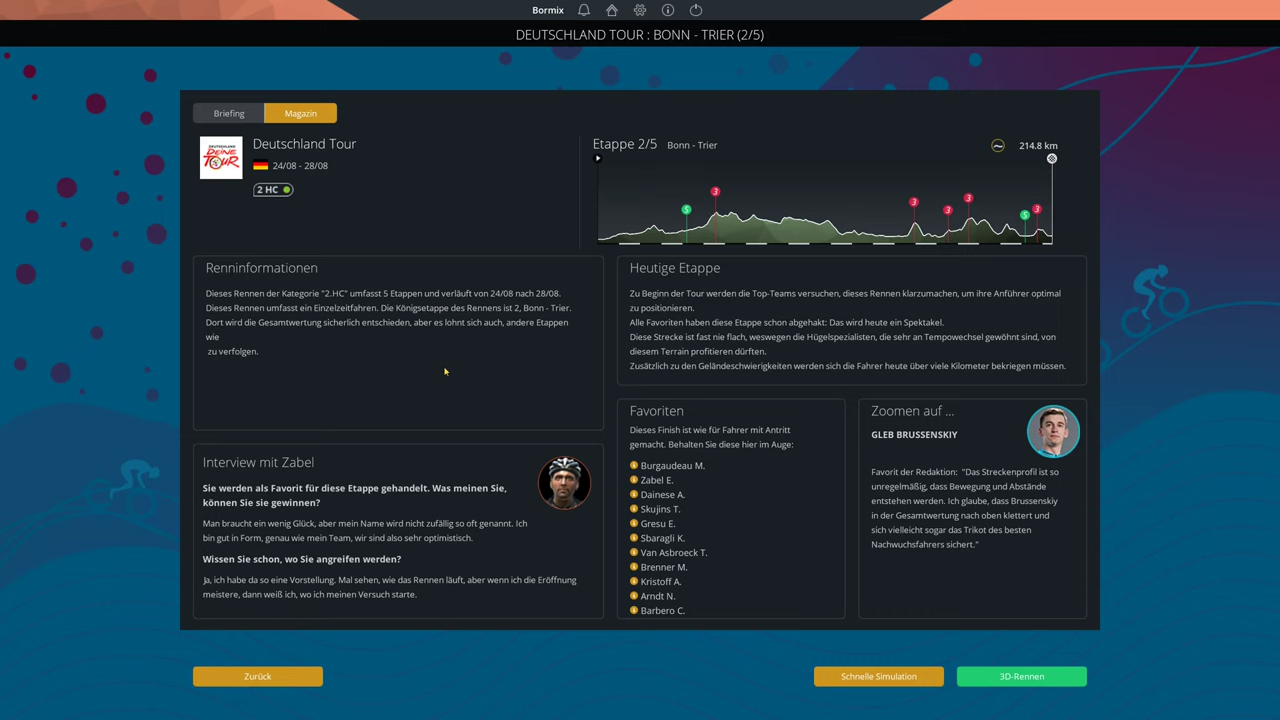 Bormix
DEUTSCHLAND TOUR : BONN - TRIER (2/5)
Briefing
Magazin
DEUTSCHLAND
DEINE
TOUR
Deutschland Tour
24/08 - 28/08
2 HC
Etappe 2/5
Bonn - Trier
214.8 km
S
3
3
3
3
S
3
Renninformationen
Dieses Rennen der Kategorie "2.HC" umfasst 5 Etappen und verläuft von 24/08 nach 28/08.
Dieses Rennen umfasst ein Einzelzeitfahren. Die Königsetappe des Rennens ist 2, Bonn - Trier.
Dort wird die Gesamtwertung sicherlich entschieden, aber es lohnt sich auch, andere Etappen
wie
zu verfolgen.
Heutige Etappe
Zu Beginn der Tour werden die Top-Teams versuchen, dieses Rennen klarzumachen, um ihre Anführer optimal
zu positionieren.
Alle Favoriten haben diese Etappe schon abgehakt: Das wird heute ein Spektakel.
Diese Strecke ist fast nie flach, weswegen die Hügelspezialisten, die sehr an Tempowechsel gewöhnt sind, von
diesem Terrain profitieren dürften.
Zusätzlich zu den Geländeschwierigkeiten werden sich die Fahrer heute über viele Kilometer bekriegen müssen.
Interview mit Zabel
Sie werden als Favorit für diese Etappe gehandelt. Was meinen Sie,
können Sie sie gewinnen?
Man braucht ein wenig Glück, aber mein Name wird nicht zufällig so oft genannt. Ich
bin gut in Form, genau wie mein Team, wir sind also sehr optimistisch.
Wissen Sie schon, wo Sie angreifen werden?
Ja, ich habe da so eine Vorstellung. Mal sehen, wie das Rennen läuft, aber wenn ich die Eröffnung
meistere, dann weiß ich, wo ich meinen Versuch starte.
Favoriten
Dieses Finish ist wie für Fahrer mit Antritt
gemacht. Behalten Sie diese hier im Auge:
Burgaudeau M.
Zabel E.
Dainese A.
Skujins T.
Gresu E.
Sbaragli K.
Van Asbroeck T.
Brenner M.
Kristoff A.
Arndt N.
Barbero C.
Zoomen auf ...
GLEB BRUSSENSKIY
Favorit der Redaktion: "Das Streckenprofil ist so
unregelmäßig, dass Bewegung und Abstände
entstehen werden. Ich glaube, dass Brussenskiy
in der Gesamtwertung nach oben klettert und
sich vielleicht sogar das Trikot des besten
Nachwuchsfahrers sichert."
Zurück
Schnelle Simulation
3D-Rennen